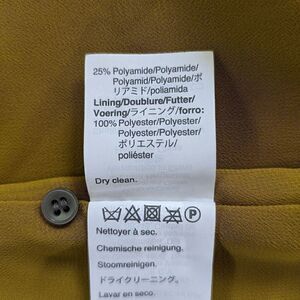 25% Polyamide/Polyamide/
Polyamid/Polyamide/ポ
リアミド/poliamida
Lining/Doublure/Futter/
Voering/ライニング/forro:
100% Polyester/Polyester/
Polyester/Polyester/
ポリエステル/
poliéster
Dry clean.
P
Nettoyer à sec.
Chemische reinigung.
Stoomreinigen.
ドライクリーニング。
Lavar en seco.